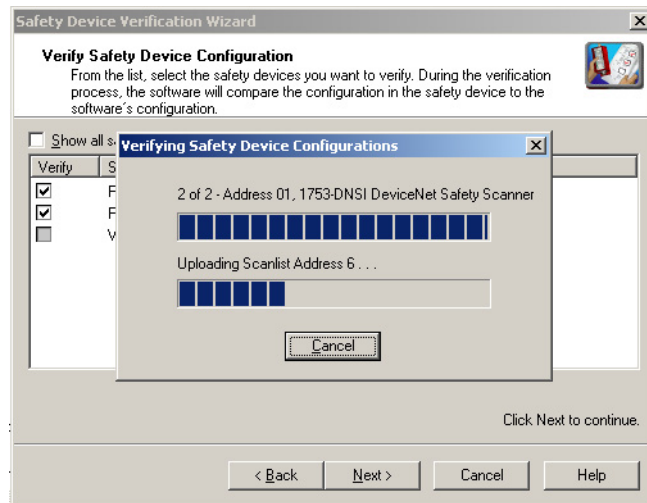 Safety Device Verification Wizard
Verify Safety Device Configuration
From the list, select the safety devices you want to verify. During the verification
process, the software will compare the configuration in the safety device to the
software´s configuration.
Show all s
Verifying Safety Device Configurations
Verify S
F
F
V
2 of 2 - Address 01, 1753-DNSI DeviceNet Safety Scanner
Uploading Scanlist Address 6 . . .
Cancel
Click Next to continue.
< Back Next > Cancel Help